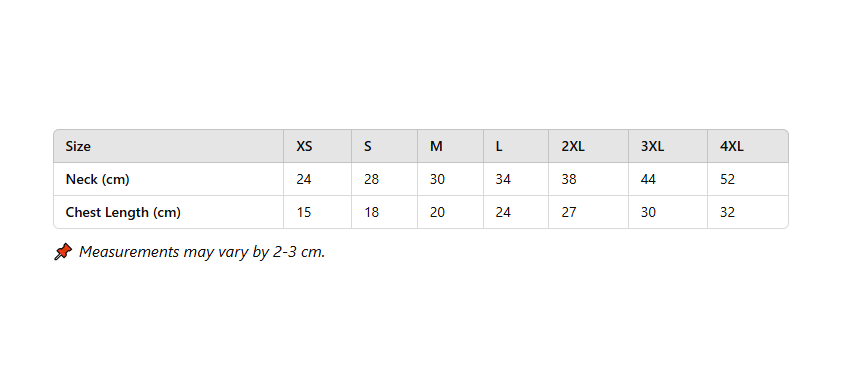 Size XS S M L 2XL 3XL 4XL
Neck (cm) 24 28 30 34 38 44 52
Chest Length (cm) 15 18 20 24 27 30 32
📌 Measurements may vary by 2-3 cm.